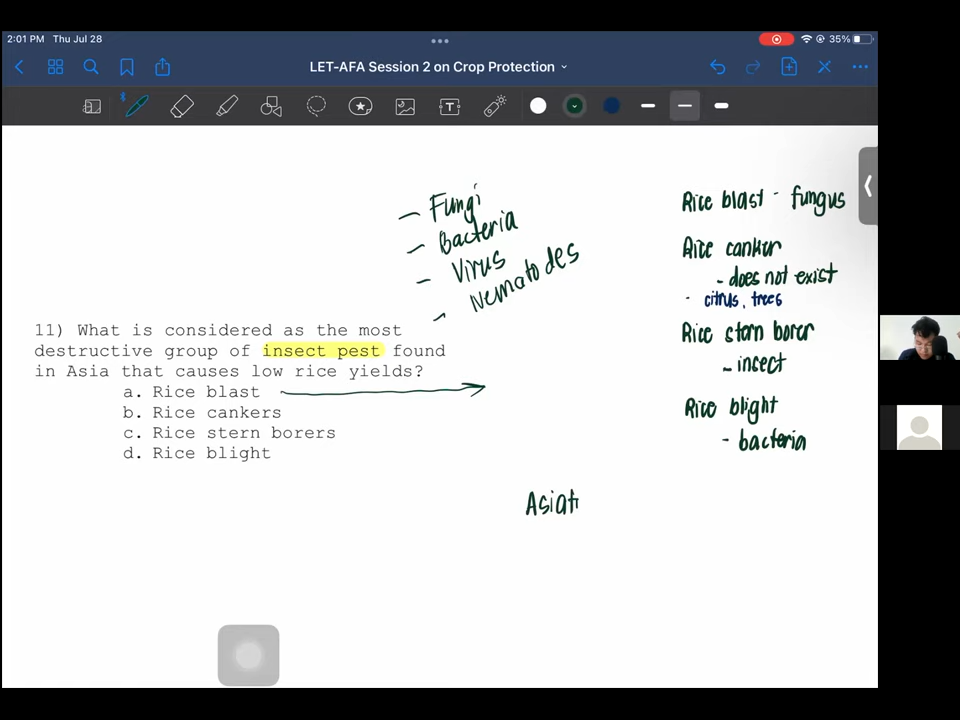 2:01 PM Thu Jul 28
35%
LET-AFA Session 2 on Crop Protection
T
- Fungi
- Bacteria
- Virus
- Nematodes
11) What is considered as the most
destructive group of insect pest found
in Asia that causes low rice yields?
a. Rice blast
b. Rice cankers
c. Rice stern borers
d. Rice blight
Rice blast - fungus
Rice canker
- does not exist
- citrus, trees
Rice stem borer
- insect
Rice blight
- bacteria
Asiat